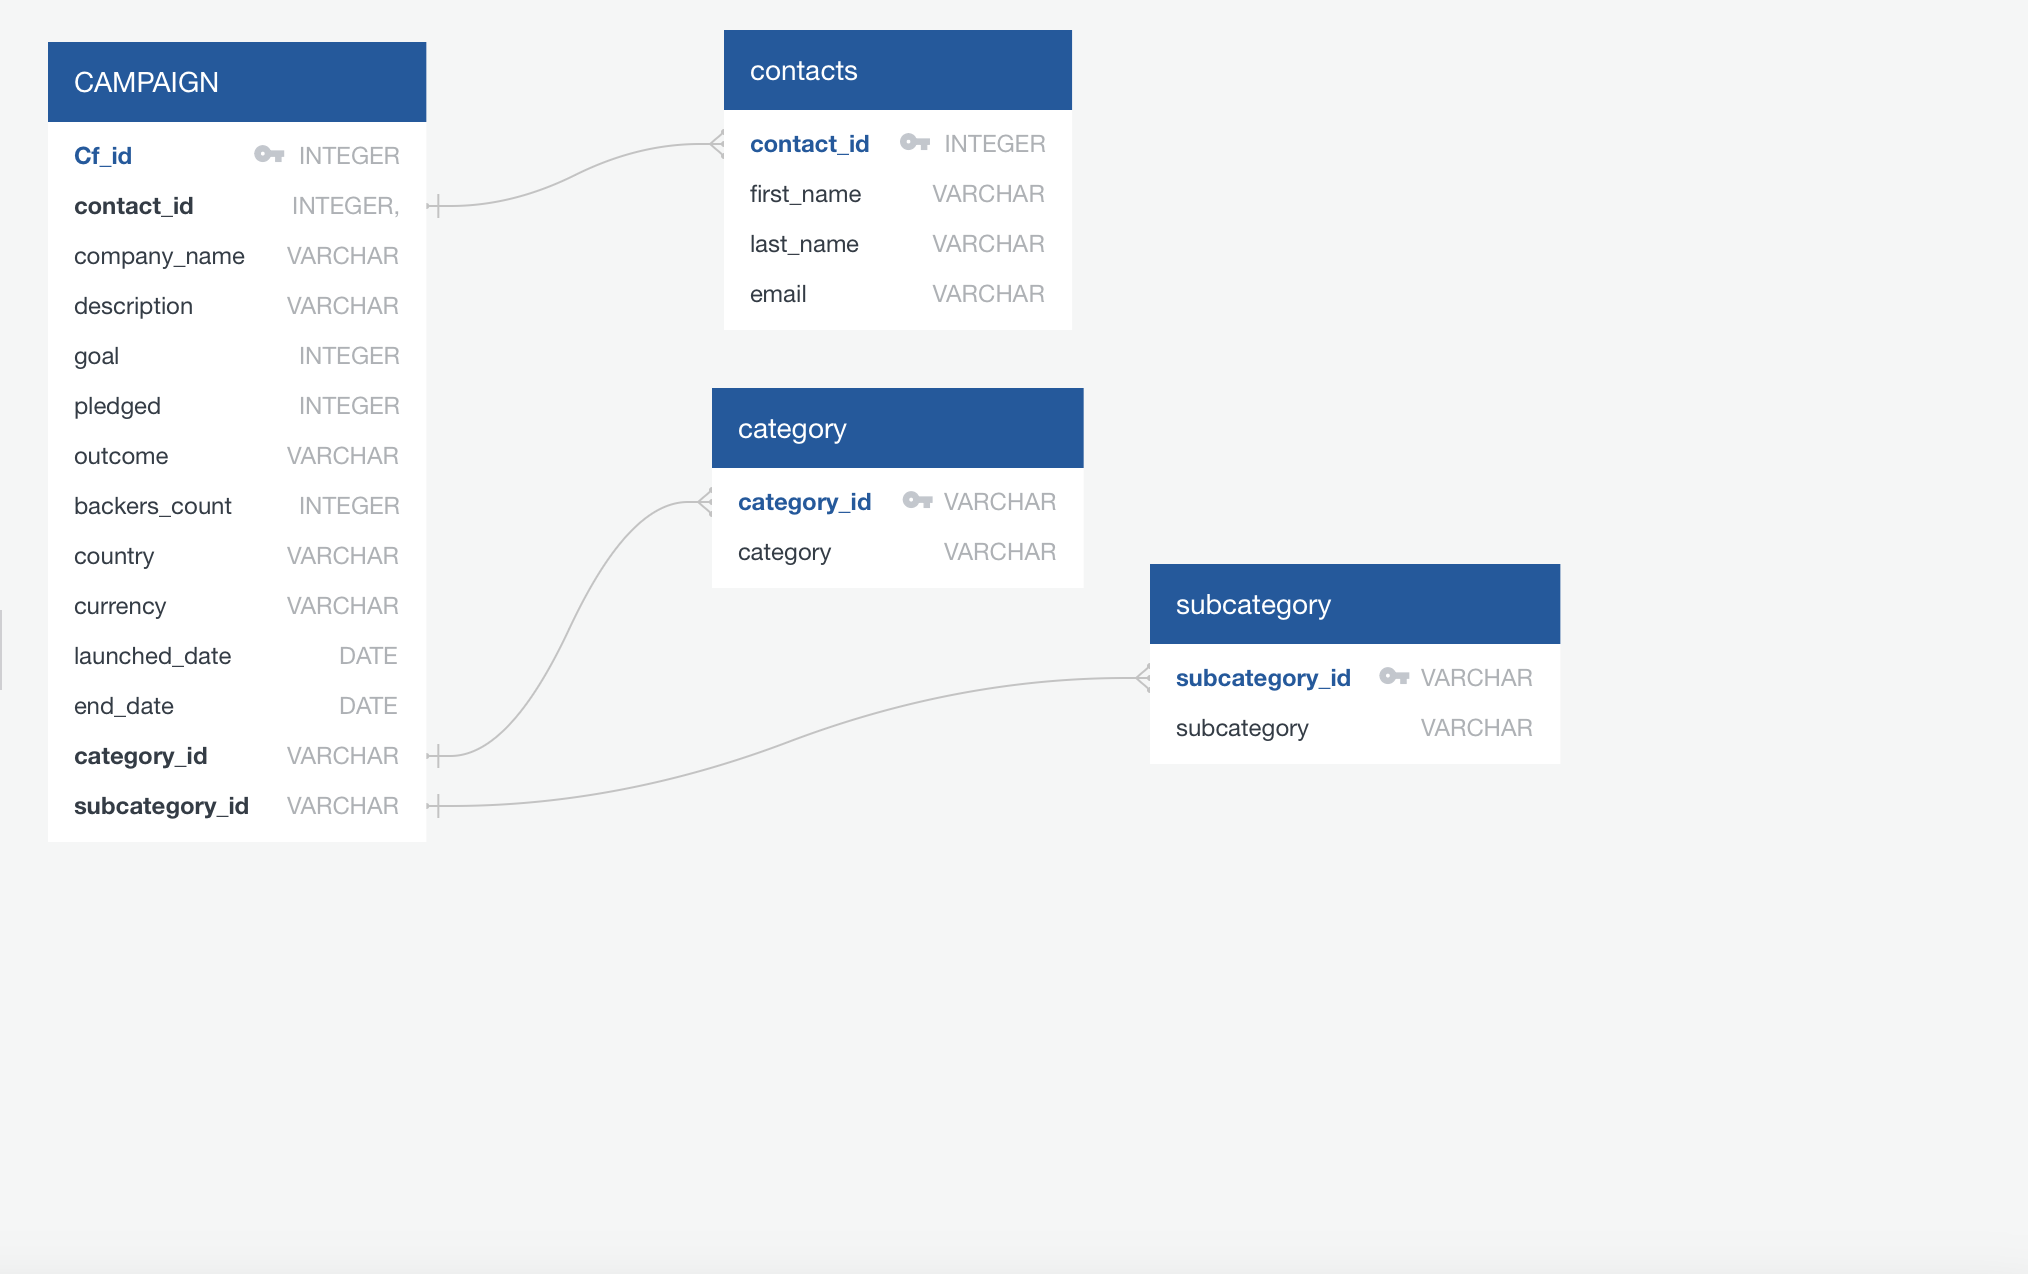 CAMPAIGN
Cf_id INTEGER
contact_id INTEGER,
company_name VARCHAR
description VARCHAR
goal INTEGER
pledged INTEGER
outcome VARCHAR
backers_count INTEGER
country VARCHAR
currency VARCHAR
launched_date DATE
end_date DATE
category_id VARCHAR
subcategory_id VARCHAR
contacts
contact_id INTEGER
first_name VARCHAR
last_name VARCHAR
email VARCHAR
category
category_id VARCHAR
category VARCHAR
subcategory
subcategory_id VARCHAR
subcategory VARCHAR